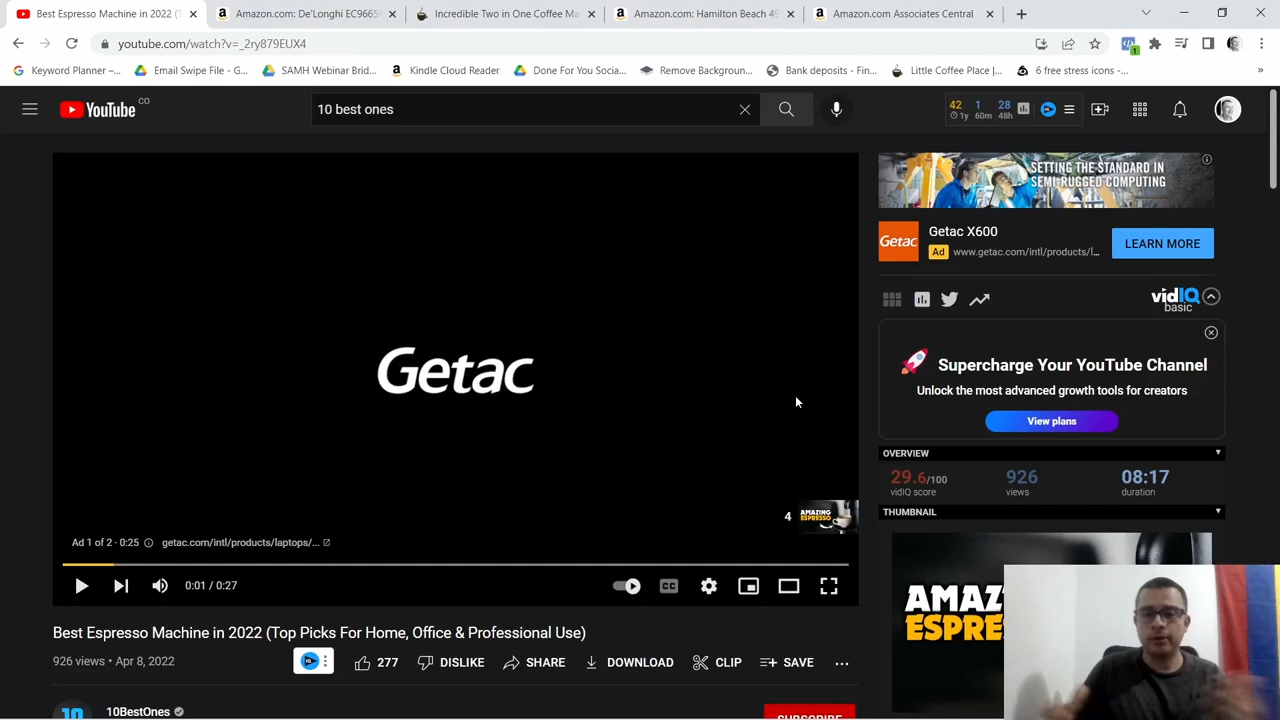 Best Espresso Machine in 2022 (T
Amazon.com: De'Longhi EC9665
Incredible Two in One Coffee Ma
Amazon.com: Hamilton Beach 49
Amazon.com Associates Central
youtube.com/watch?v=_2ry879EUX4
1
Keyword Planner –...
Email Swipe File - G...
SAMH Webinar Brid...
Kindle Cloud Reader
Done For You Socia...
Remove Backgroun...
Bank deposits - Fin...
Little Coffee Place |...
6 free stress icons -...
»
YouTube CO
10 best ones
42 1 28
1y 60m 48h
SETTING THE STANDARD IN
SEMI-RUGGED COMPUTING
Getac
Getac X600
Ad www.getac.com/intl/products/l...
LEARN MORE
vidIQ
basic
Supercharge Your YouTube Channel
Unlock the most advanced growth tools for creators
View plans
OVERVIEW
29.6/100
vidIQ score
926
views
08:17
duration
THUMBNAIL
AMAZ
ESPRE
Getac
4
AMAZING
ESPRESSO
Ad 1 of 2 · 0:25
getac.com/intl/products/laptops/...
0:01 / 0:27
CC
Best Espresso Machine in 2022 (Top Picks For Home, Office & Professional Use)
926 views • Apr 8, 2022
277
DISLIKE
SHARE
DOWNLOAD
CLIP
SAVE
10
10BestOnes
SUBSCRIBE